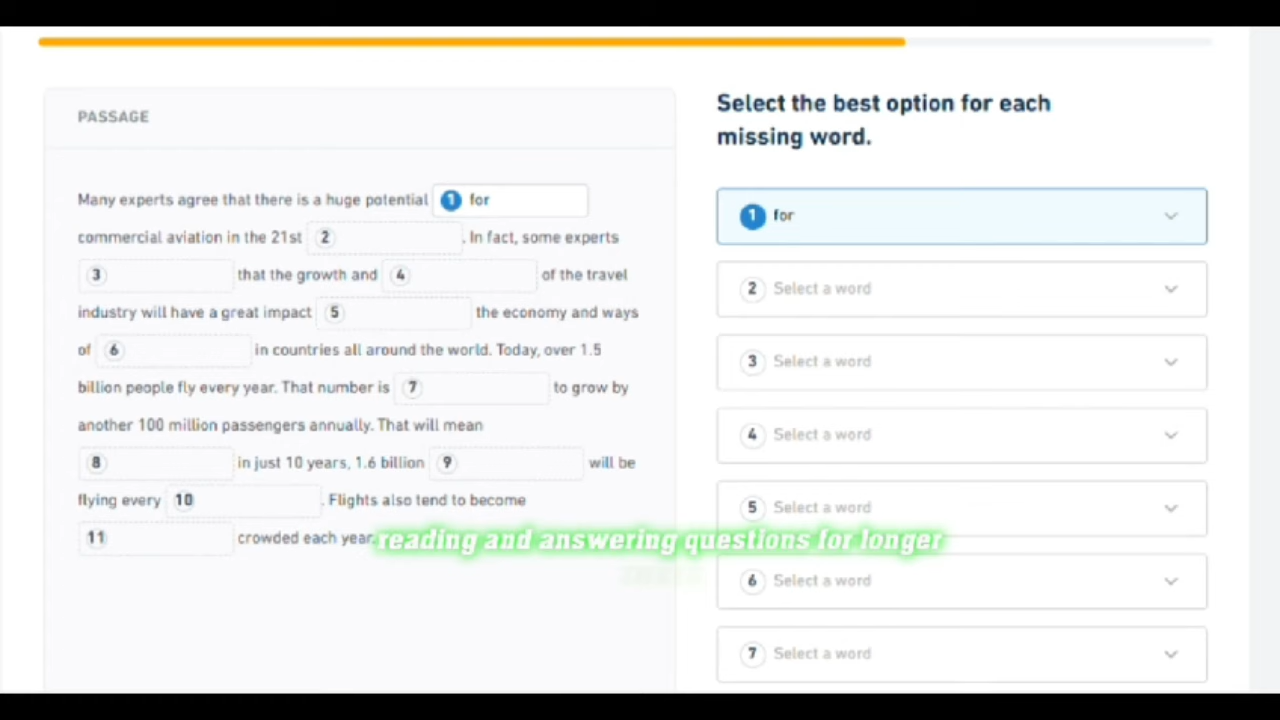 PASSAGE
Many experts agree that there is a huge potential 1 for
commercial aviation in the 21st 2 . In fact, some experts
3 that the growth and 4 of the travel
industry will have a great impact 5 the economy and ways
of 6 in countries all around the world. Today, over 1.5
billion people fly every year. That number is 7 to grow by
another 100 million passengers annually. That will mean
8 in just 10 years, 1.6 billion 9 will be
flying every 10 . Flights also tend to become
11 crowded each year.
reading and answering questions for longer
Select the best option for each
missing word.
1 for
2 Select a word
3 Select a word
4 Select a word
5 Select a word
6 Select a word
7 Select a word